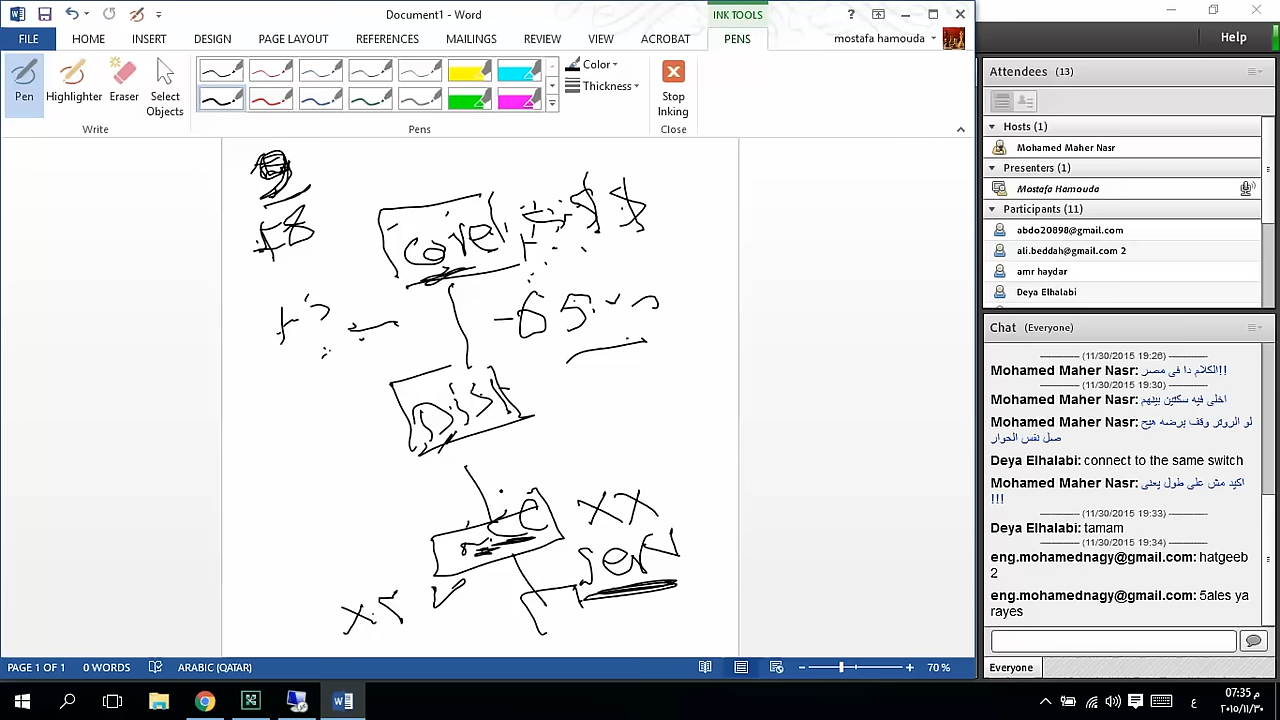 Document1 - Word
INK TOOLS
FILE
HOME
INSERT
DESIGN
PAGE LAYOUT
REFERENCES
MAILINGS
REVIEW
VIEW
ACROBAT
PENS
mostafa hamouda
Pen
Highlighter
Eraser
Select
Objects
Color
Thickness
Stop
Inking
Write
Pens
Close
core
$ $
-65
Dist
XX
serv
PAGE 1 OF 1
0 WORDS
ARABIC (QATAR)
70 %
Help
Attendees (13)
Hosts (1)
Mohamed Maher Nasr
Presenters (1)
Mostafa Hamouda
Participants (11)
abdo20898@gmail.com
ali.beddah@gmail.com 2
amr haydar
Deya Elhalabi
Chat (Everyone)
(11/30/2015 19:26)
Mohamed Maher Nasr: الكلام دا فى مصر!!
(11/30/2015 19:30)
Mohamed Maher Nasr: اخلى فيه سكتين بينهم
Mohamed Maher Nasr: لو الروتر وقف برضه هيح
صل نفس الحوار
Deya Elhalabi: connect to the same switch
Mohamed Maher Nasr: اكيد مش على طول يعنى
!!!
(11/30/2015 19:33)
Deya Elhalabi: tamam
(11/30/2015 19:34)
eng.mohamednagy@gmail.com: hatgeeb
2
eng.mohamednagy@gmail.com: 5ales ya
rayes
Everyone
ع
07:35 م
٢٠١٥/١١/٣٠